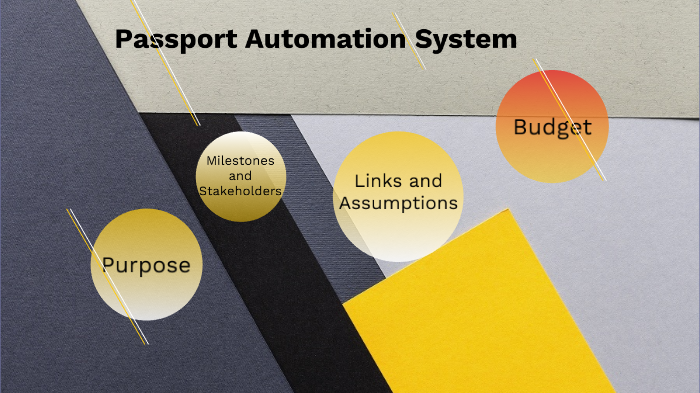 Passport Automation System
Budget
Milestones
and
Stakeholders
Links and
Assumptions
Purpose